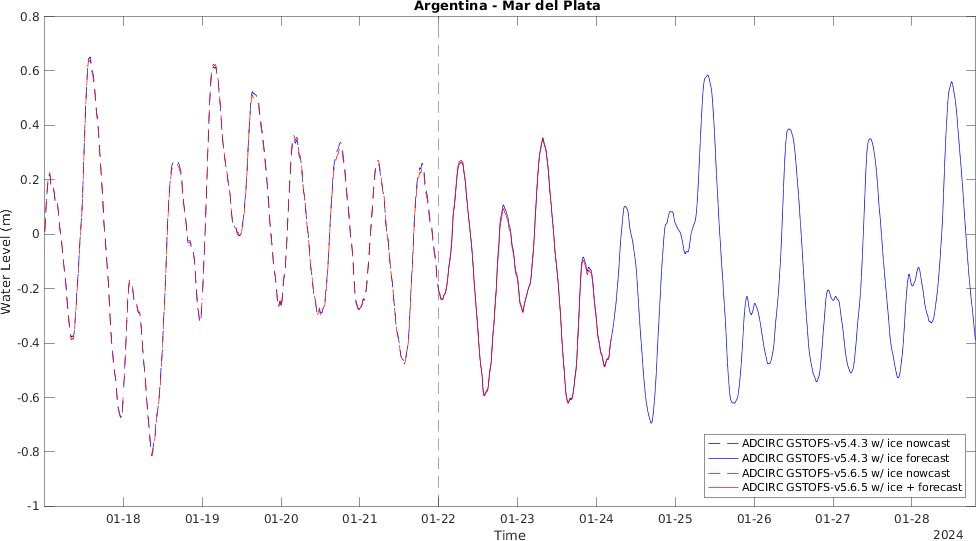 Argentina - Mar del Plata
0.8
0.6
0.4
0.2
0
-0.2
-0.4
-0.6
-0.8
-1
Water Level (m)
ADCIRC GSTOFS-v5.4.3 w/ ice nowcast
ADCIRC GSTOFS-v5.4.3 w/ ice forecast
ADCIRC GSTOFS-v5.6.5 w/ ice nowcast
ADCIRC GSTOFS-v5.6.5 w/ ice + forecast
01-18 01-19 01-20 01-21 01-22 01-23 01-24 01-25 01-26 01-27 01-28
Time
2024